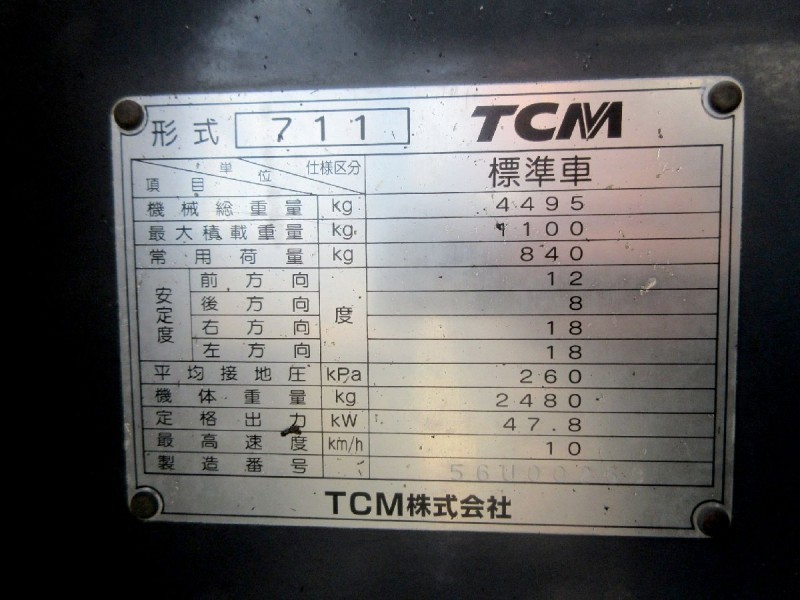 形式 711 TCM
単位 仕様区分 標準車
項目
機械総重量 kg 4495
最大積載重量 kg 1100
常用荷量 kg 840
安定度 前方向 度 12
後方向 8
右方向 18
左方向 18
平均接地圧 kPa 260
機体重量 kg 2480
定格出力 kW 47.8
最高速度 km/h 10
製造番号
TCM株式会社